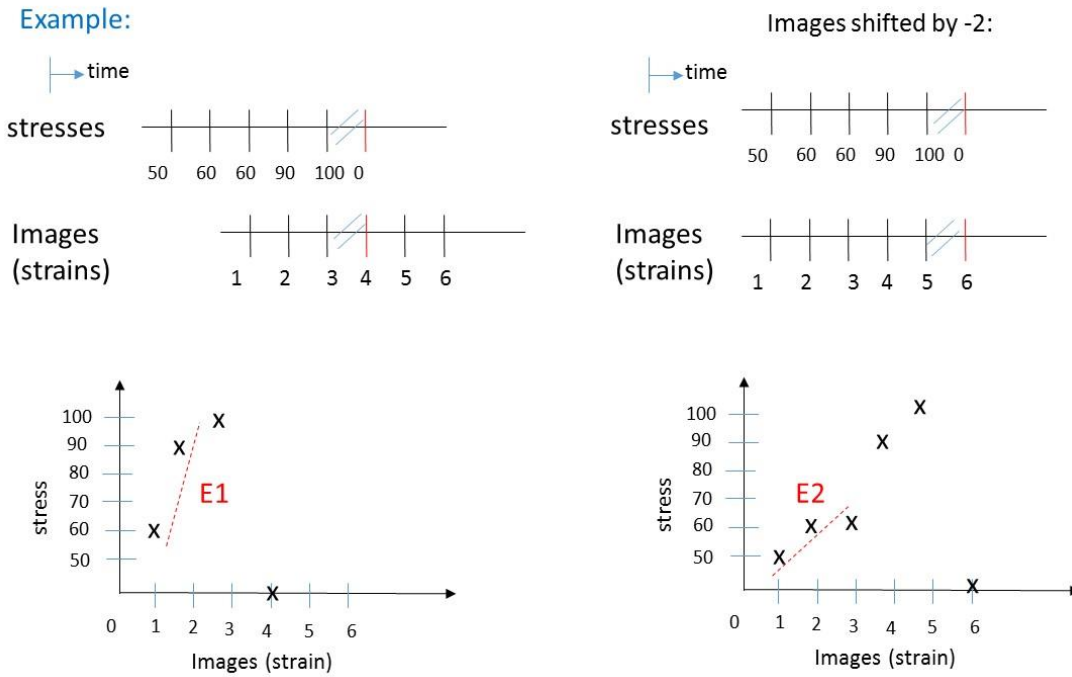 Example:
time
stresses
50 60 60 90 100 0
Images
(strains)
1 2 3 4 5 6
100
90
80
70
60
50
stress
E1
0 1 2 3 4 5 6
Images (strain)
Images shifted by -2:
time
stresses
50 60 60 90 100 0
Images
(strains)
1 2 3 4 5 6
100
90
80
70
60
50
stress
E2
0 1 2 3 4 5 6
Images (strain)